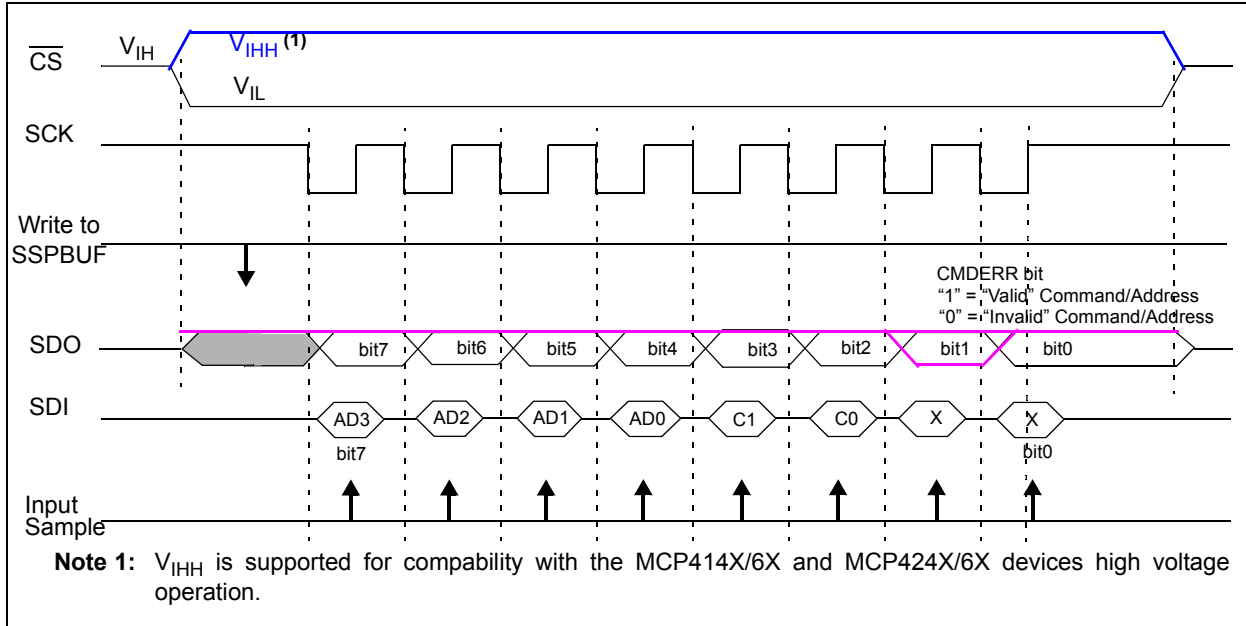 CS
VIH
VIHH (1)
VIL
SCK
Write to
SSPBUF
CMDERR bit
“1” = “Valid” Command/Address
“0” = “Invalid” Command/Address
SDO
bit7 bit6 bit5 bit4 bit3 bit2 bit1 bit0
SDI
AD3 AD2 AD1 AD0 C1 C0 X X
bit7 bit0
Input
Sample
Note 1: VIHH is supported for compability with the MCP414X/6X and MCP424X/6X devices high voltage
operation.